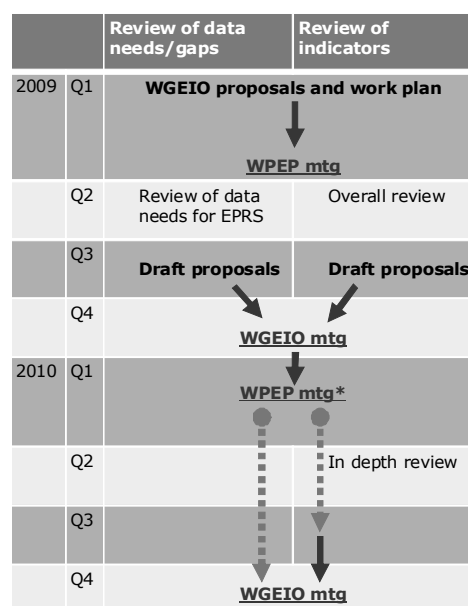 Review of data needs/gaps
Review of indicators
2009 Q1 WGEIO proposals and work plan
WPEP mtg
Q2 Review of data needs for EPRS
Overall review
Q3 Draft proposals Draft proposals
Q4 WGEIO mtg
2010 Q1 WPEP mtg*
Q2 In depth review
Q3
Q4 WGEIO mtg